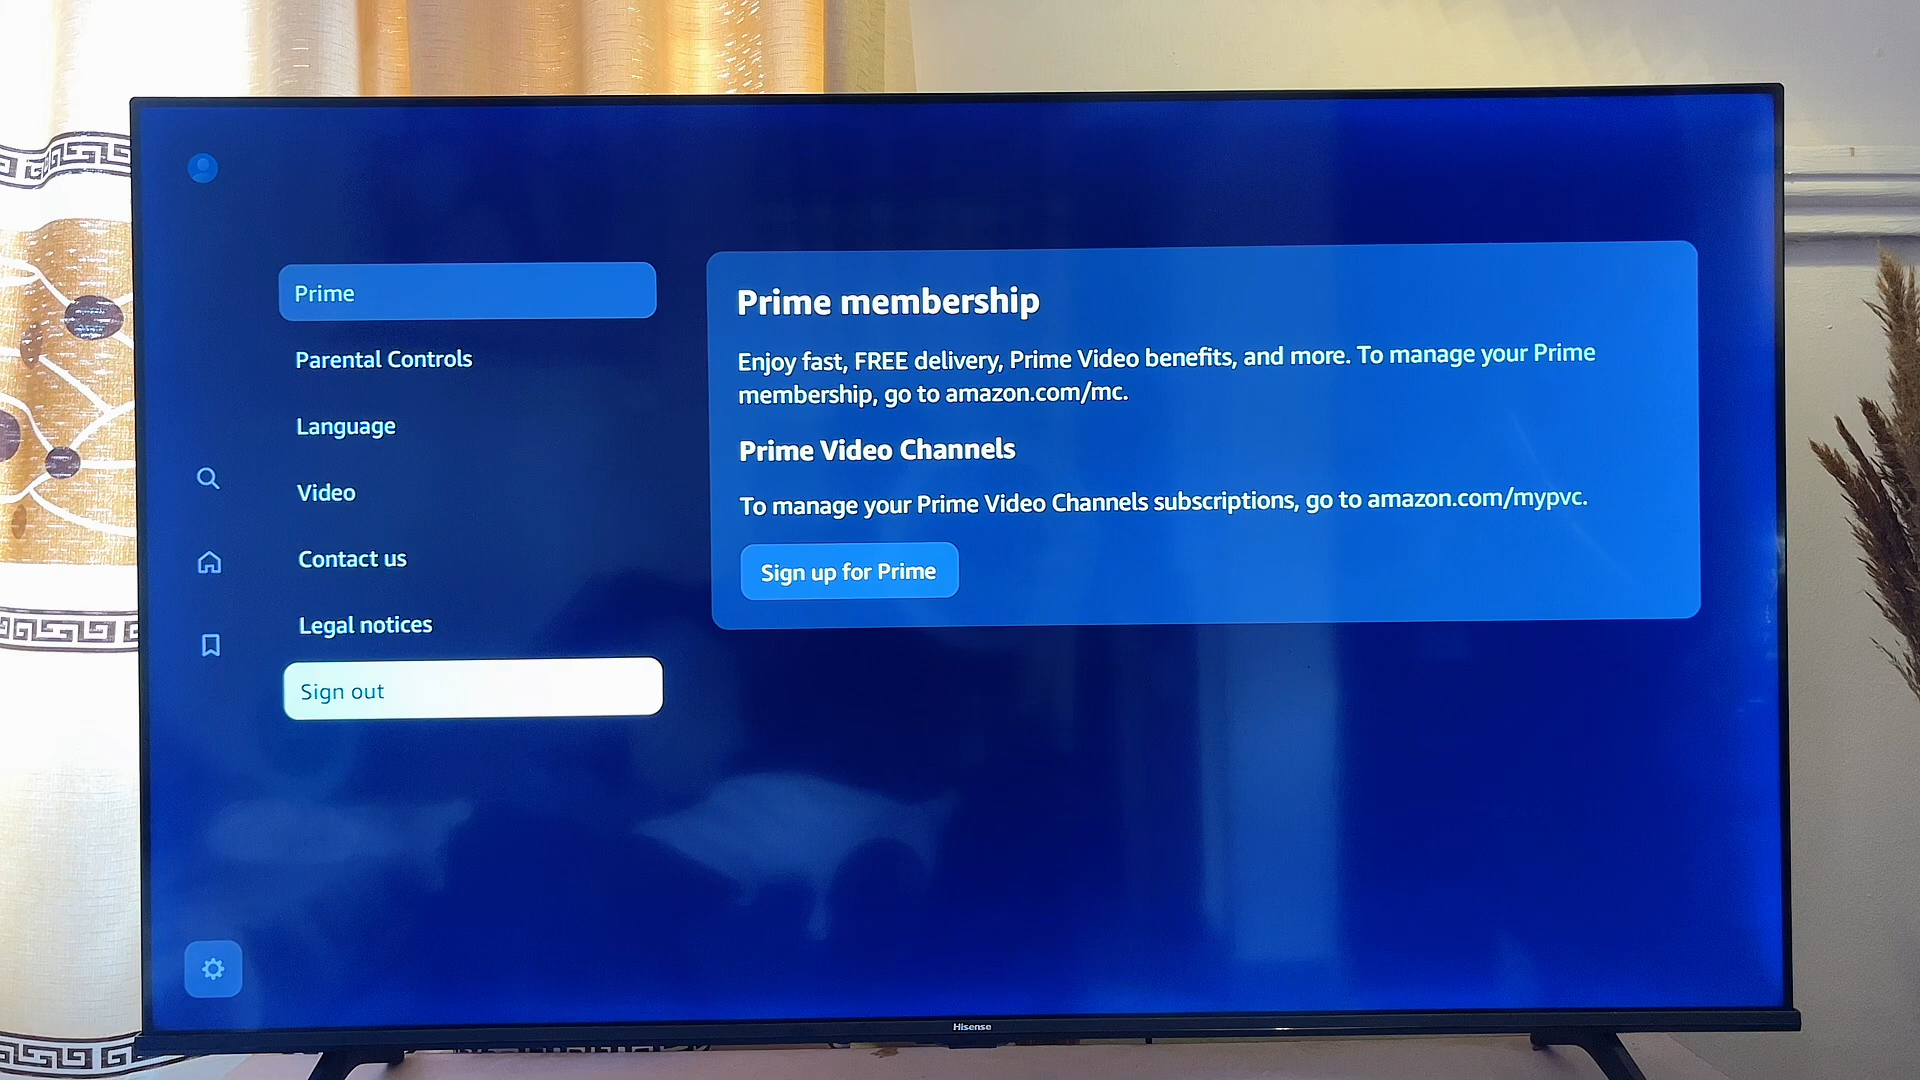 Prime
Parental Controls
Language
Video
Contact us
Legal notices
Sign out
Prime membership
Enjoy fast, FREE delivery, Prime Video benefits, and more. To manage your Prime
membership, go to amazon.com/mc.
Prime Video Channels
To manage your Prime Video Channels subscriptions, go to amazon.com/mypvc.
Sign up for Prime
Hisense